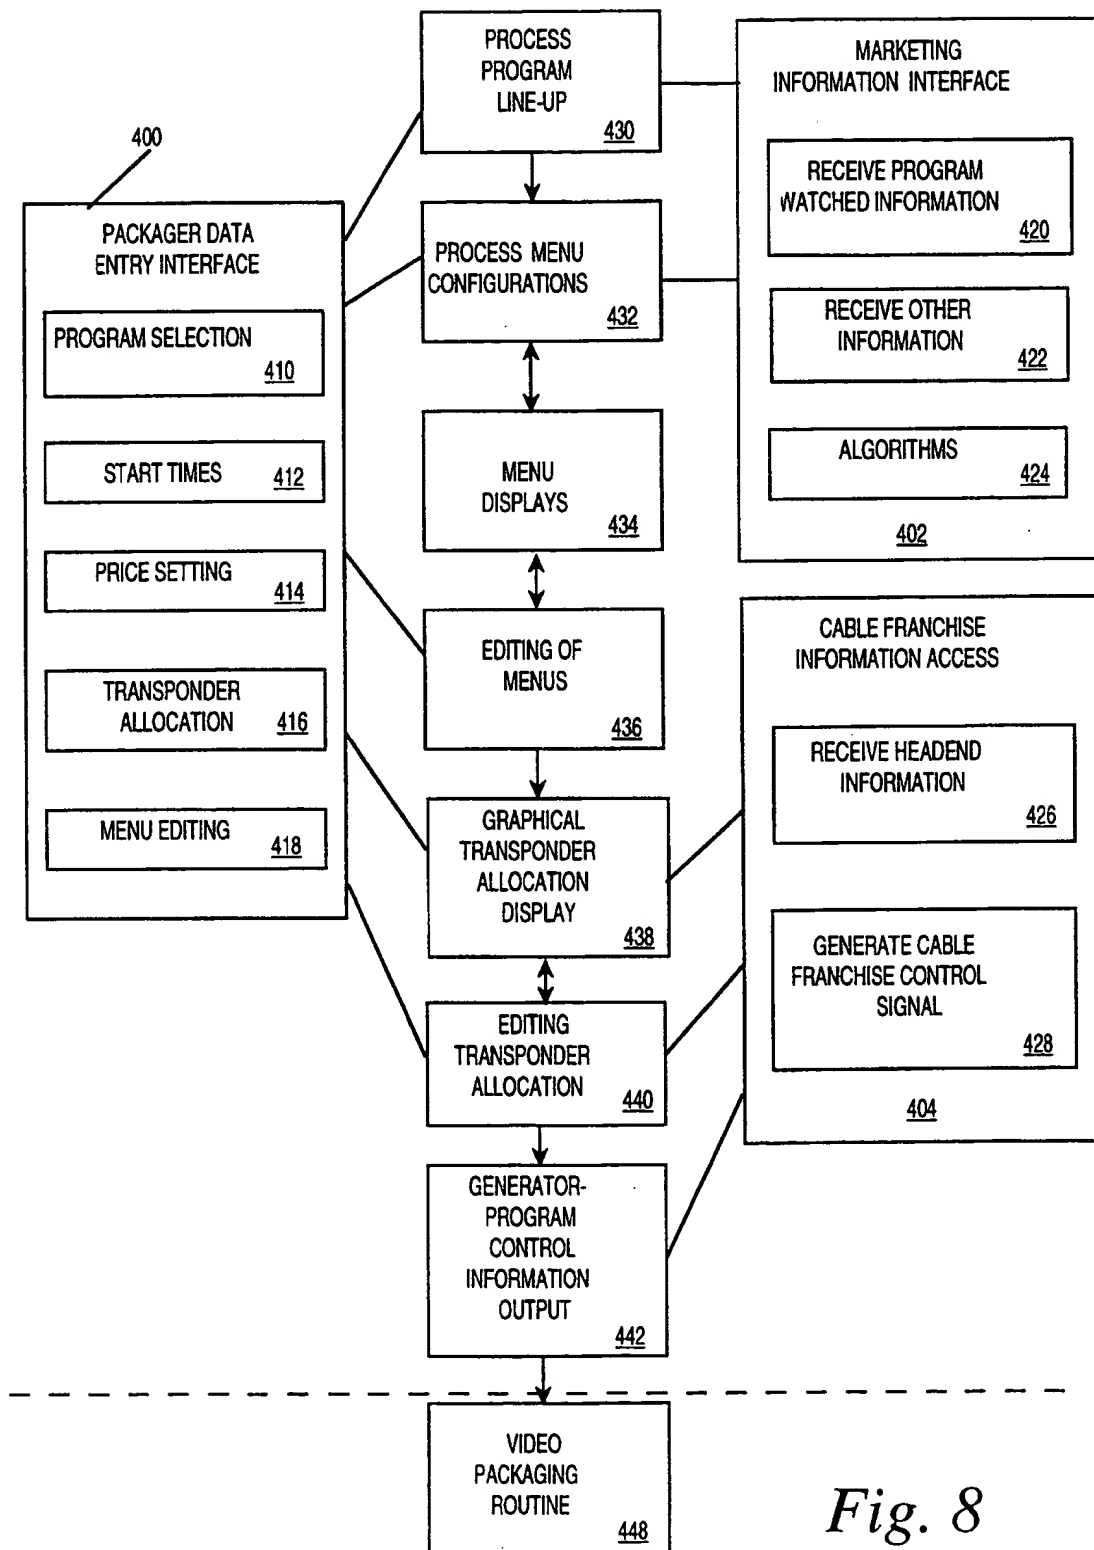 PROCESS
PROGRAM
LINE-UP
430
MARKETING
INFORMATION INTERFACE
RECEIVE PROGRAM
WATCHED INFORMATION
420
RECEIVE OTHER
INFORMATION
422
ALGORITHMS
424
402
400
PACKAGER DATA
ENTRY INTERFACE
PROGRAM SELECTION
410
START TIMES
412
PRICE SETTING
414
TRANSPONDER
ALLOCATION
416
MENU EDITING
418
PROCESS MENU
CONFIGURATIONS
432
MENU
DISPLAYS
434
EDITING OF
MENUS
436
GRAPHICAL
TRANSPONDER
ALLOCATION
DISPLAY
438
EDITING
TRANSPONDER
ALLOCATION
440
GENERATOR-
PROGRAM
CONTROL
INFORMATION
OUTPUT
442
CABLE FRANCHISE
INFORMATION ACCESS
RECEIVE HEADEND
INFORMATION
426
GENERATE CABLE
FRANCHISE CONTROL
SIGNAL
428
404
VIDEO
PACKAGING
ROUTINE
448
Fig. 8